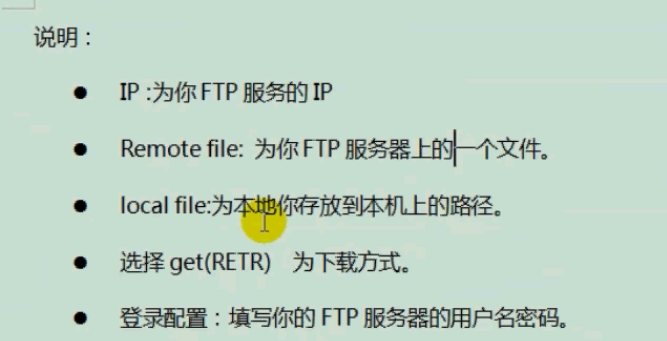 说明：
● IP :为你 FTP 服务的 IP
● Remote file: 为你 FTP 服务器上的一个文件。
● local file:为本地你存放到本机上的路径。
● 选择 get(RETR) 为下载方式。
● 登录配置：填写你的 FTP 服务器的用户名密码。